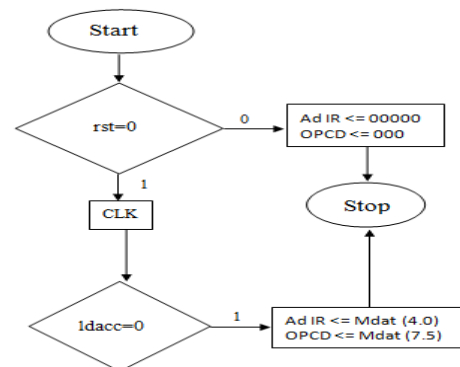 Start
rst=0
0
Ad IR <= 00000
OPCD <= 000
1
CLK
Stop
ldacc=0
1
Ad IR <= Mdat (4.0)
OPCD <= Mdat (7.5)